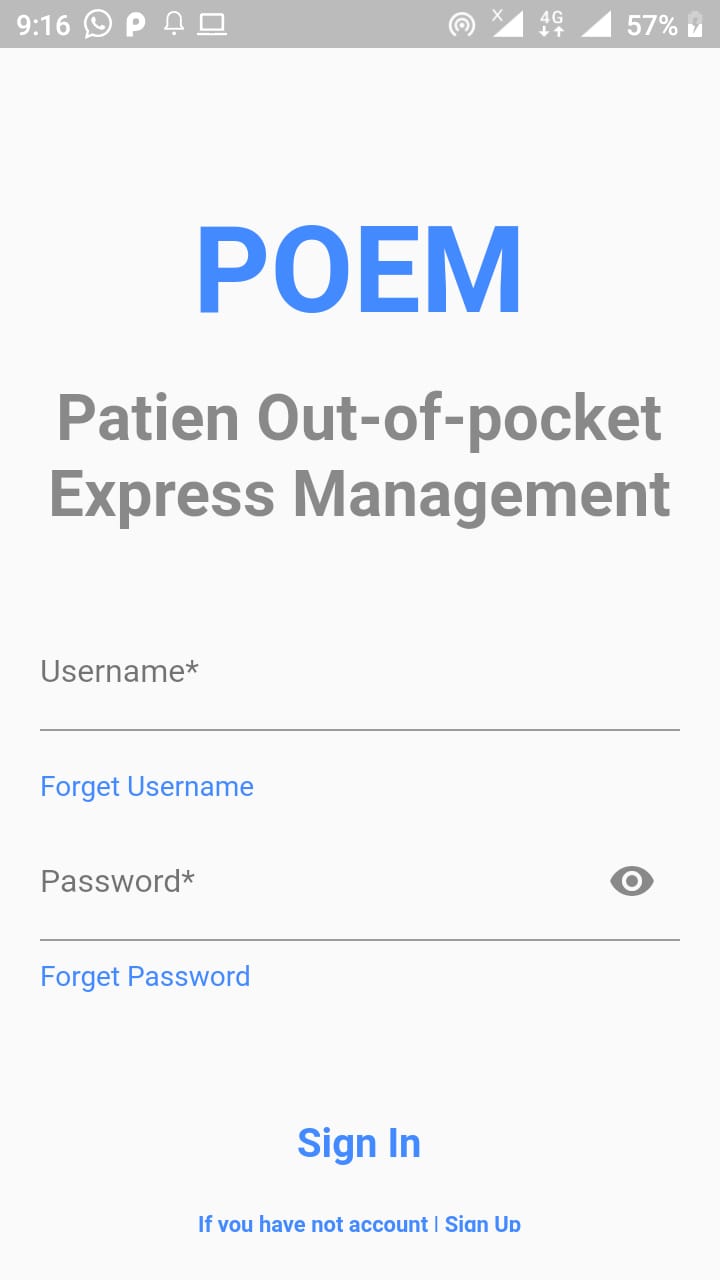 9:16
4G
57%
POEM
Patien Out-of-pocket
Express Management
Username*
Forget Username
Password*
Forget Password
Sign In
If you have not account | Sign Up